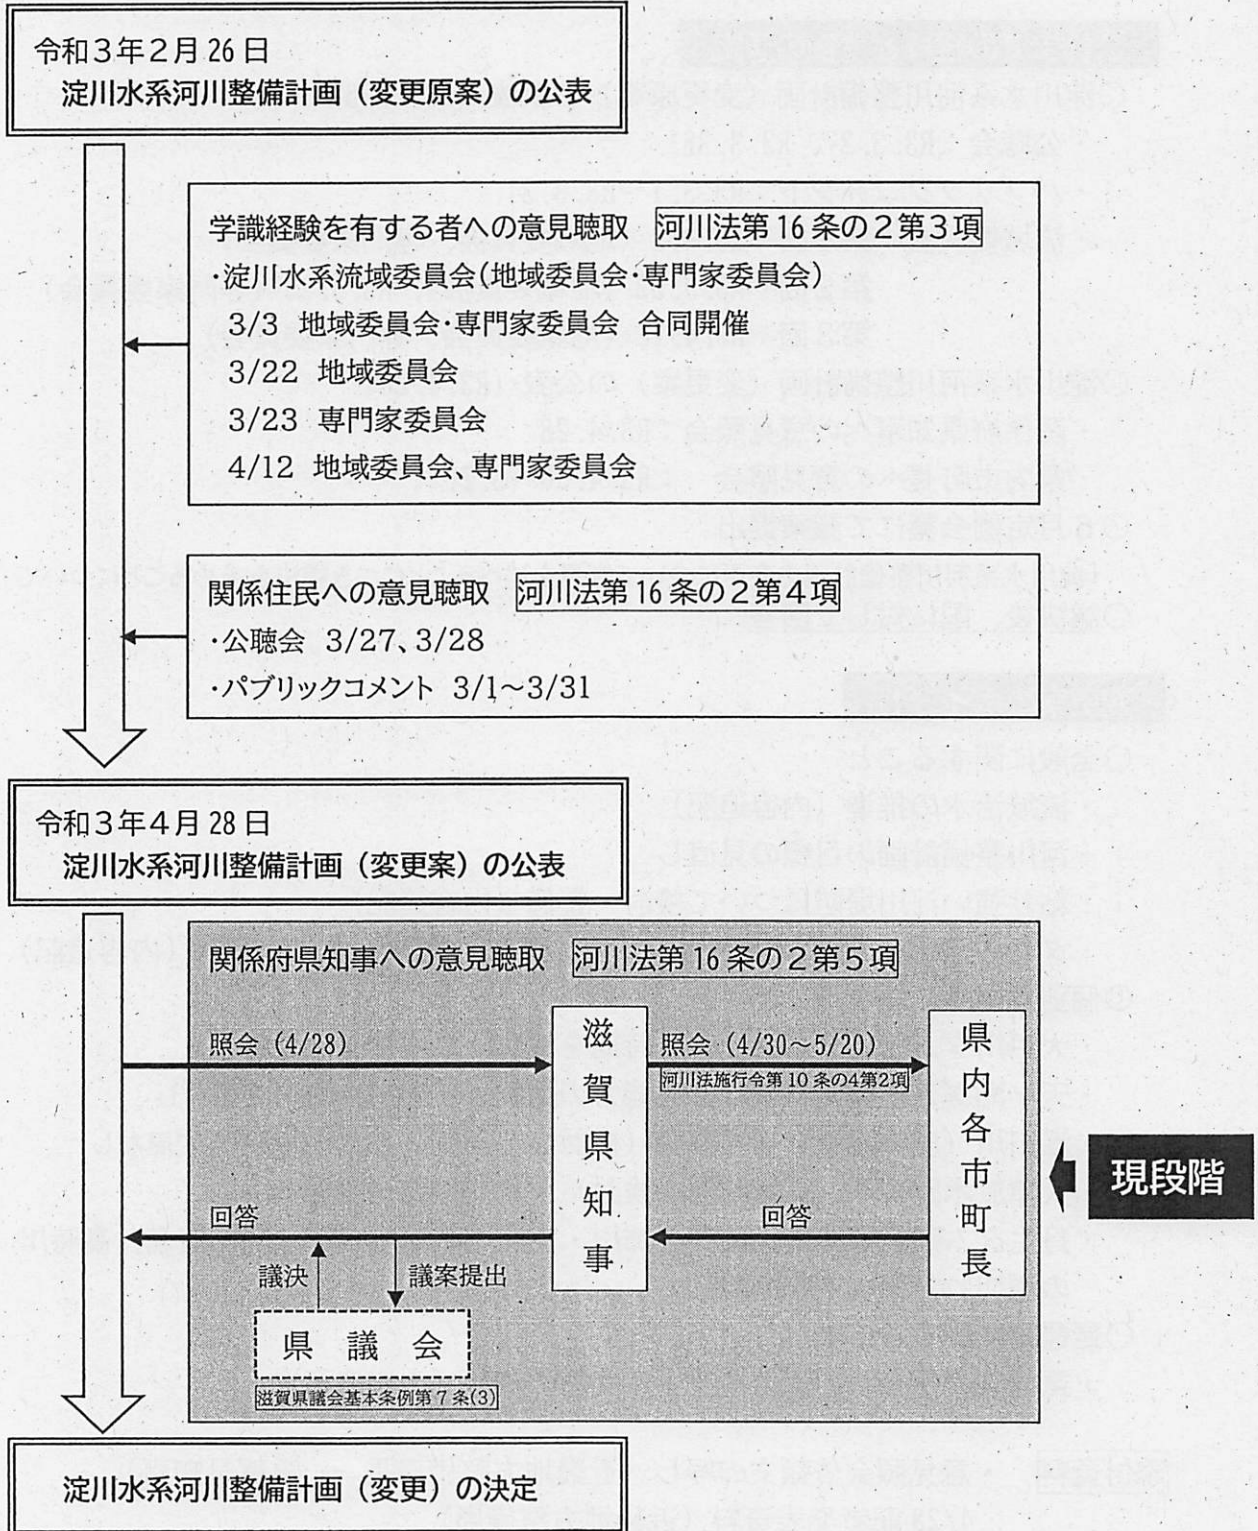 令和３年２月 26 日
淀川水系河川整備計画（変更原案）の公表
学識経験を有する者への意見聴取　河川法第 16 条の２第３項
・淀川水系流域委員会(地域委員会・専門家委員会)
3/3 地域委員会・専門家委員会 合同開催
3/22 地域委員会
3/23 専門家委員会
4/12 地域委員会、専門家委員会
関係住民への意見聴取　河川法第 16 条の２第４項
・公聴会 3/27、3/28
・パブリックコメント 3/1～3/31
令和３年４月 28 日
淀川水系河川整備計画（変更案）の公表
関係府県知事への意見聴取　河川法第 16 条の２第５項
照会（4/28）
滋賀県知事
照会（4/30～5/20）
河川法施行令第 10 条の4第2項
県内各市町長
現段階
回答
回答
議決
議案提出
県議会
滋賀県議会基本条例第 7 条(3)
淀川水系河川整備計画（変更）の決定